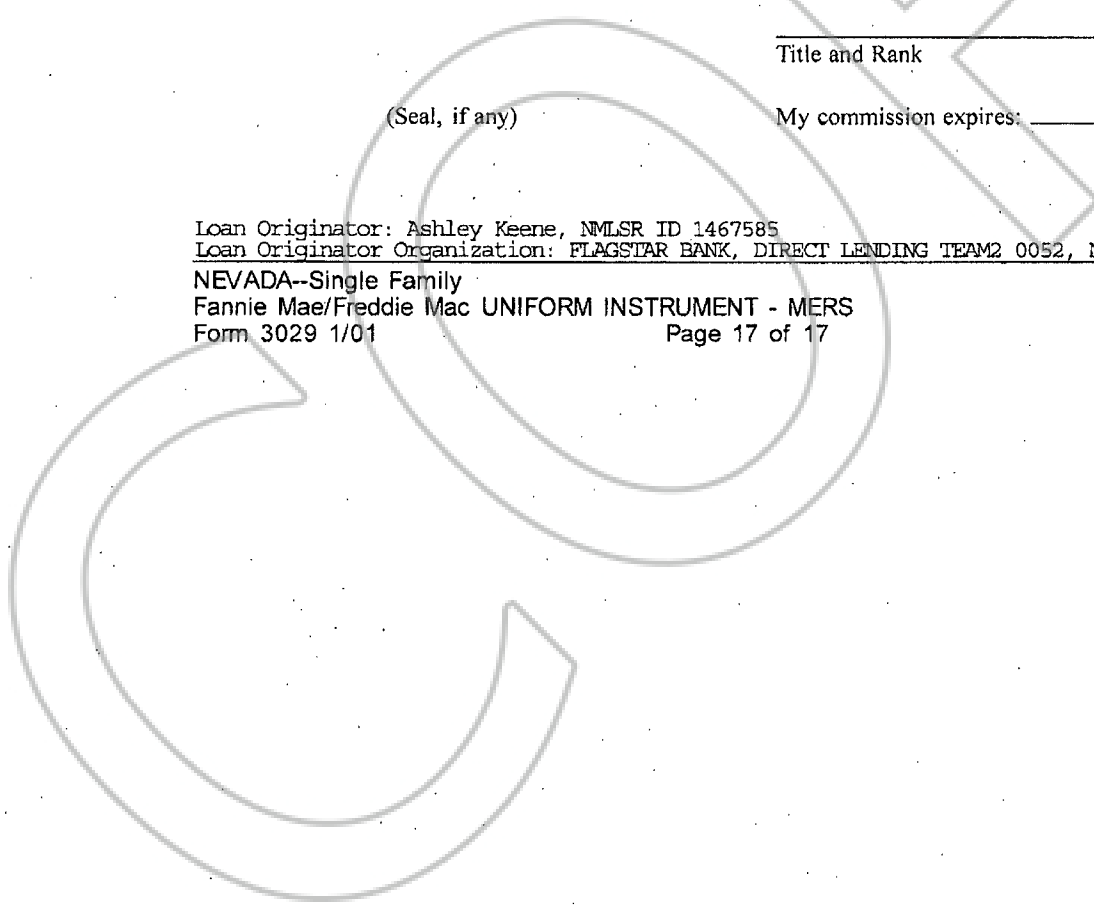 Title and Rank
(Seal, if any) My commission expires:
Loan Originator: Ashley Keene, NMLSR ID 1467585
Loan Originator Organization: FLAGSTAR BANK, DIRECT LENDING TEAM2 0052,
NEVADA--Single Family
Fannie Mae/Freddie Mac UNIFORM INSTRUMENT - MERS
Form 3029 1/01 Page 17 of 17